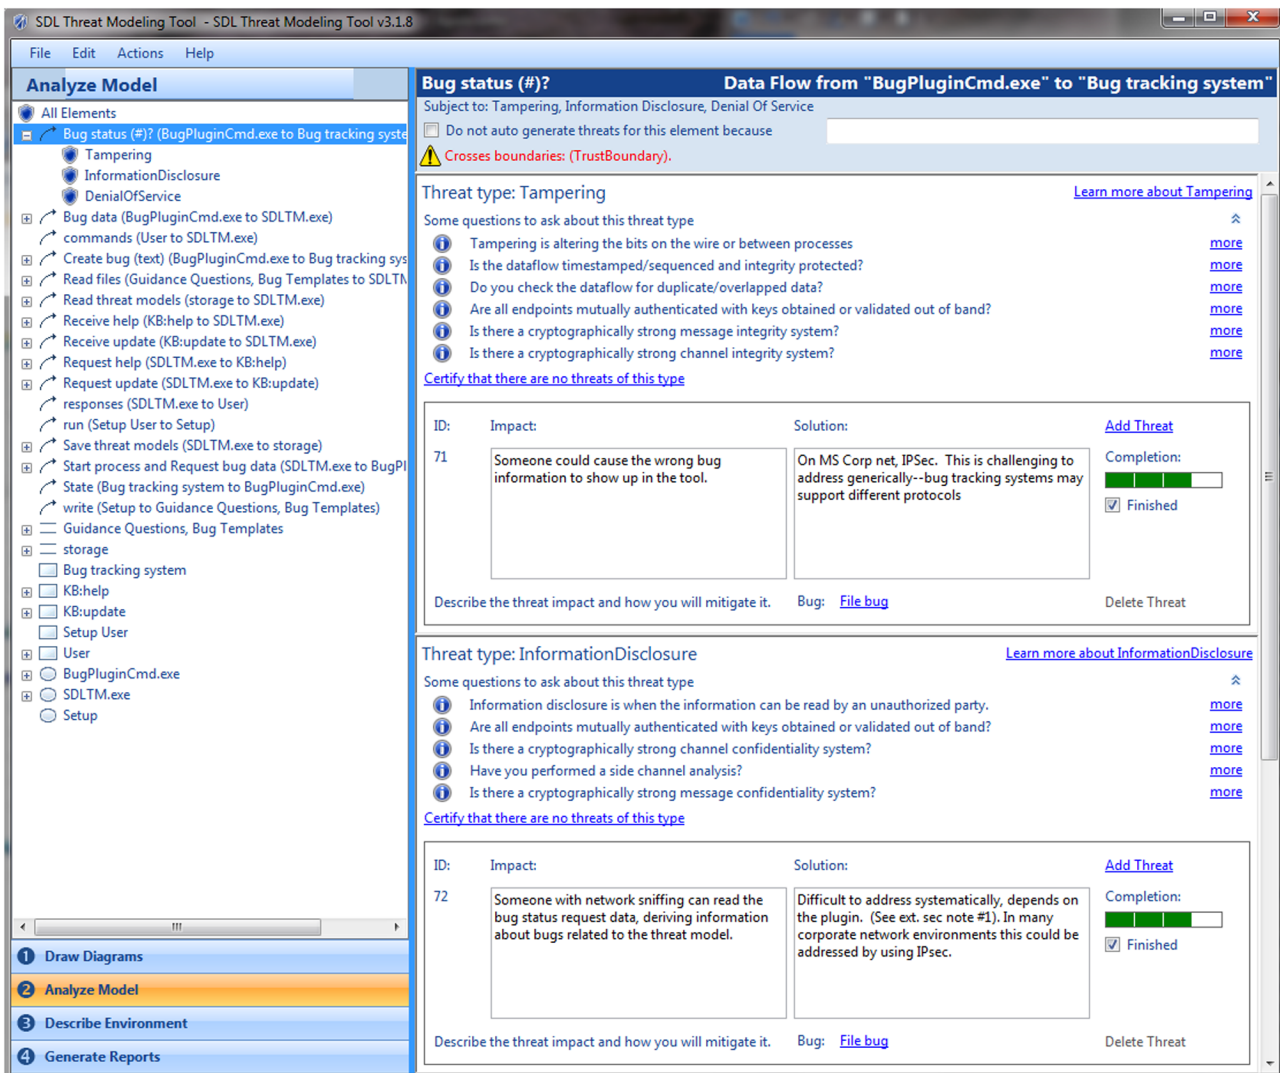 SDL Threat Modeling Tool  - SDL Threat Modeling Tool v3.1.8
File Edit Actions Help
Analyze Model
All Elements
Bug status (#)? (BugPluginCmd.exe to Bug tracking syste
Tampering
InformationDisclosure
DenialOfService
Bug data (BugPluginCmd.exe to SDLTM.exe)
commands (User to SDLTM.exe)
Create bug (text) (BugPluginCmd.exe to Bug tracking sys
Read files (Guidance Questions, Bug Templates to SDLTM
Read threat models (storage to SDLTM.exe)
Receive help (KB:help to SDLTM.exe)
Receive update (KB:update to SDLTM.exe)
Request help (SDLTM.exe to KB:help)
Request update (SDLTM.exe to KB:update)
responses (SDLTM.exe to User)
run (Setup User to Setup)
Save threat models (SDLTM.exe to storage)
Start process and Request bug data (SDLTM.exe to BugPl
State (Bug tracking system to BugPluginCmd.exe)
write (Setup to Guidance Questions, Bug Templates)
Guidance Questions, Bug Templates
storage
Bug tracking system
KB:help
KB:update
Setup User
User
BugPluginCmd.exe
SDLTM.exe
Setup
1 Draw Diagrams
2 Analyze Model
3 Describe Environment
4 Generate Reports
Bug status (#)? Data Flow from "BugPluginCmd.exe" to "Bug tracking system"
Subject to: Tampering, Information Disclosure, Denial Of Service
Do not auto generate threats for this element because
Crosses boundaries: (TrustBoundary).
Threat type: Tampering Learn more about Tampering
Some questions to ask about this threat type
Tampering is altering the bits on the wire or between processes more
Is the dataflow timestamped/sequenced and integrity protected? more
Do you check the dataflow for duplicate/overlapped data? more
Are all endpoints mutually authenticated with keys obtained or validated out of band? more
Is there a cryptographically strong message integrity system? more
Is there a cryptographically strong channel integrity system? more
Certify that there are no threats of this type
ID: Impact: Solution: Add Threat
71
Someone could cause the wrong bug
information to show up in the tool.
On MS Corp net, IPSec.  This is challenging to
address generically--bug tracking systems may
support different protocols
Completion:
Finished
Describe the threat impact and how you will mitigate it. Bug: File bug Delete Threat
Threat type: InformationDisclosure Learn more about InformationDisclosure
Some questions to ask about this threat type
Information disclosure is when the information can be read by an unauthorized party. more
Are all endpoints mutually authenticated with keys obtained or validated out of band? more
Is there a cryptographically strong channel confidentiality system? more
Have you performed a side channel analysis? more
Is there a cryptographically strong message confidentiality system? more
Certify that there are no threats of this type
ID: Impact: Solution: Add Threat
72
Someone with network sniffing can read the
bug status request data, deriving information
about bugs related to the threat model.
Difficult to address systematically, depends on
the plugin.  (See ext. sec note #1). In many
corporate network environments this could be
addressed by using IPsec.
Completion:
Finished
Describe the threat impact and how you will mitigate it. Bug: File bug Delete Threat